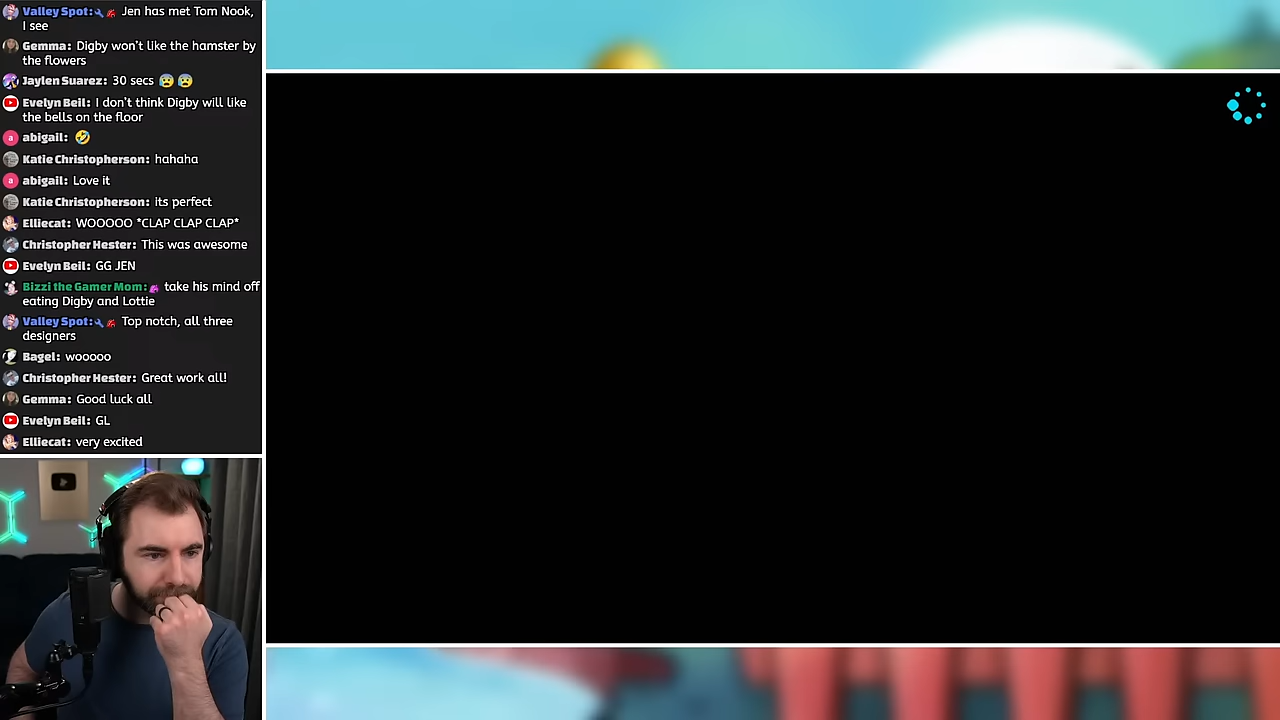 Valley Spot: Jen has met Tom Nook,
I see
Gemma: Digby won't like the hamster by
the flowers
Jaylen Suarez: 30 secs 😰 😰
Evelyn Beil: I don't think Digby will like
the bells on the floor
a abigail: 🤣
Katie Christopherson: hahaha
a abigail: Love it
Katie Christopherson: its perfect
Elliecat: WOOOOO *CLAP CLAP CLAP*
Christopher Hester: This was awesome
Evelyn Beil: GG JEN
Bizzi the Gamer Mom: take his mind off
eating Digby and Lottie
Valley Spot: Top notch, all three
designers
Bagel: wooooo
Christopher Hester: Great work all!
Gemma: Good luck all
Evelyn Beil: GL
Elliecat: very excited